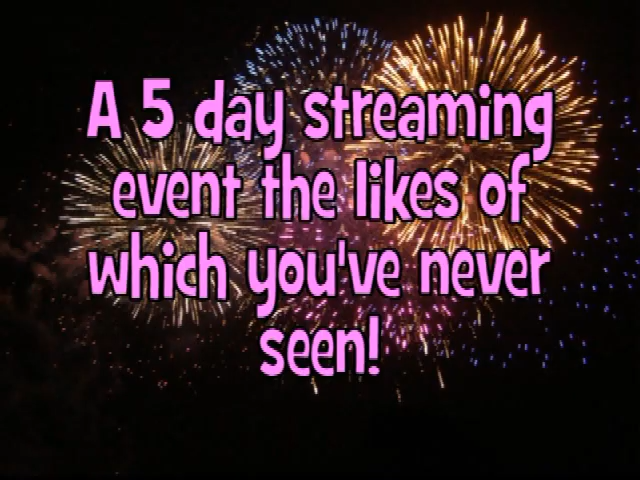 A 5 day streaming
event the likes of
which you've never
seen!